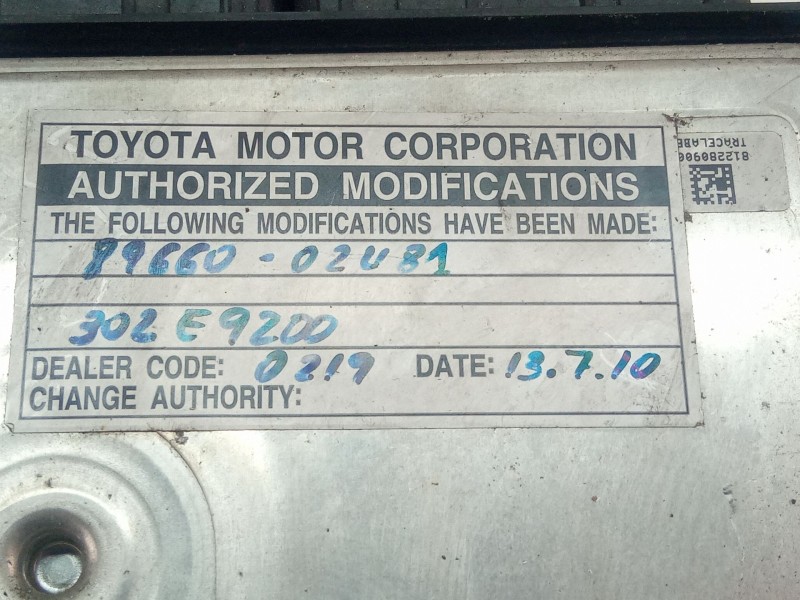 TOYOTA MOTOR CORPORATION
AUTHORIZED MODIFICATIONS
THE FOLLOWING MODIFICATIONS HAVE BEEN MADE:
89660-02U81
302E9200
DEALER CODE: 0219 DATE: 13.7.10
CHANGE AUTHORITY: